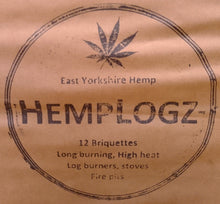 East Yorkshire Hemp
HEMPLOGZ
12 Briquettes
Long burning, High heat
Log burners, stoves
Fire pits